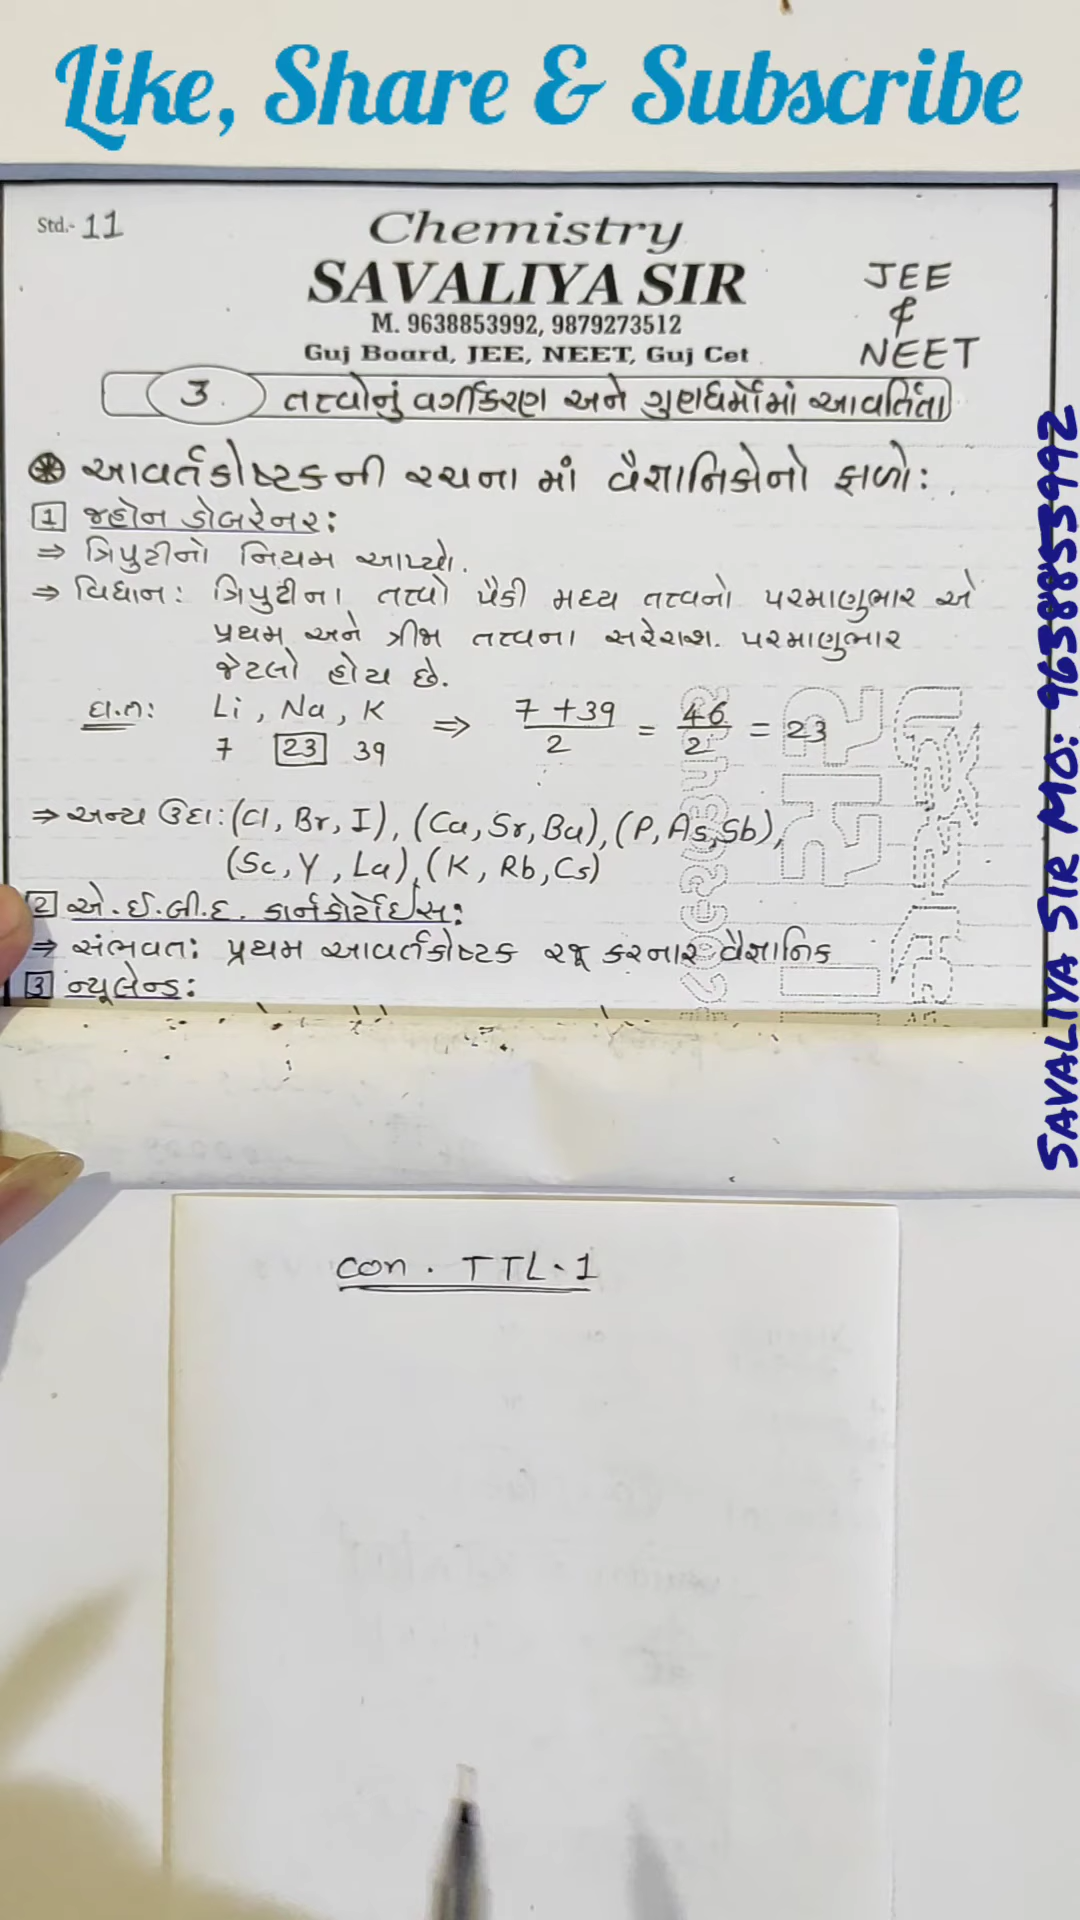 Like, Share & Subscribe
Std.- 11
Chemistry
SAVALIYA SIR
M. 9638853992, 9879273512
Guj Board, JEE, NEET, Guj Cet
JEE
&
NEET
3. તત્ત્વોનું વર્ગીકરણ અને ગુણધર્મોમાં આવર્તિતા
આવર્તકોષ્ટકની રચના માં વૈજ્ઞાનિકોનો ફાળો:
1 જ્હોન ડોબરેનર:
⇒ ત્રિપુટીનો નિયમ આપ્યો.
⇒ વિધાન: ત્રિપુટીના તત્વો પૈકી મધ્ય તત્વનો પરમાણુભાર એ
પ્રથમ અને ત્રીજા તત્વના સરેરાશ પરમાણુભાર
જેટલો હોય છે.
દા.ત: Li, Na, K ⇒ 7+39/2 = 46/2 = 23
7 23 39
⇒ અન્ય ઉદા: (Cl, Br, I), (Ca, Sr, Ba), (P, As, Sb),
(Sc, Y, La), (K, Rb, Cs)
2 એ.ઈ.બી.દ. કાર્નકોર્ટોઈસ:
⇒ સંભવત: પ્રથમ આવર્તકોષ્ટક રજૂ કરનાર વૈજ્ઞાનિક
3 ન્યૂલેન્ડ:
con. TTL-1
SAVALIYA SIR MO: 9638853992